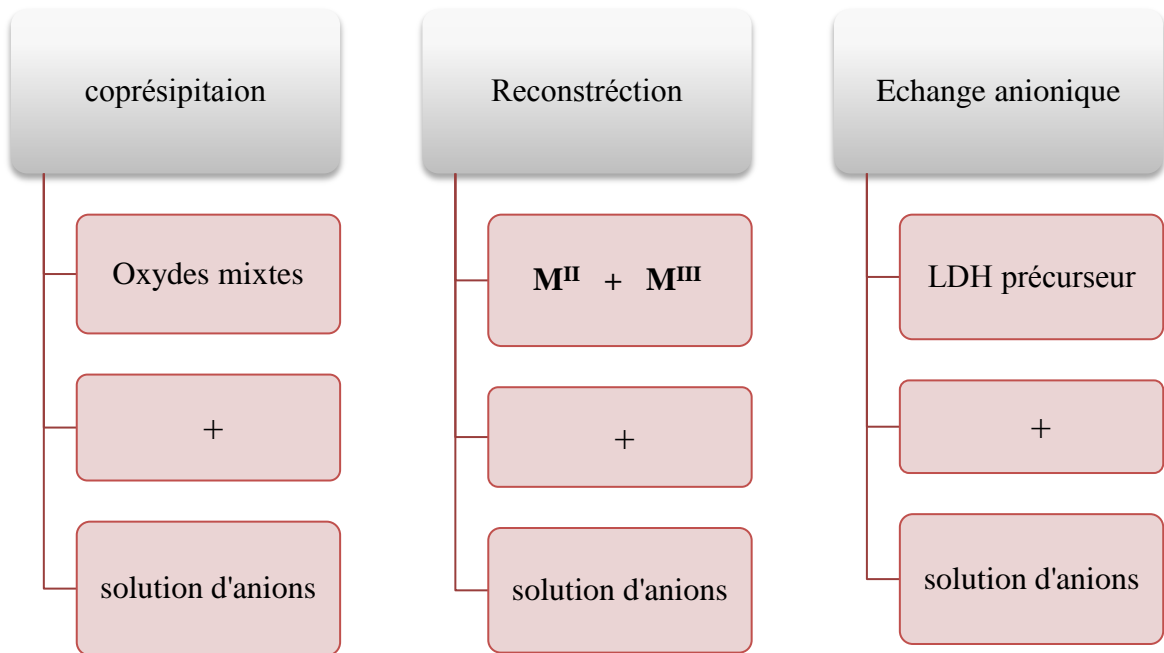 coprésipitaion
Oxydes mixtes
+
solution d'anions
Reconstréction
M^II + M^III
+
solution d'anions
Echange anionique
LDH précurseur
+
solution d'anions